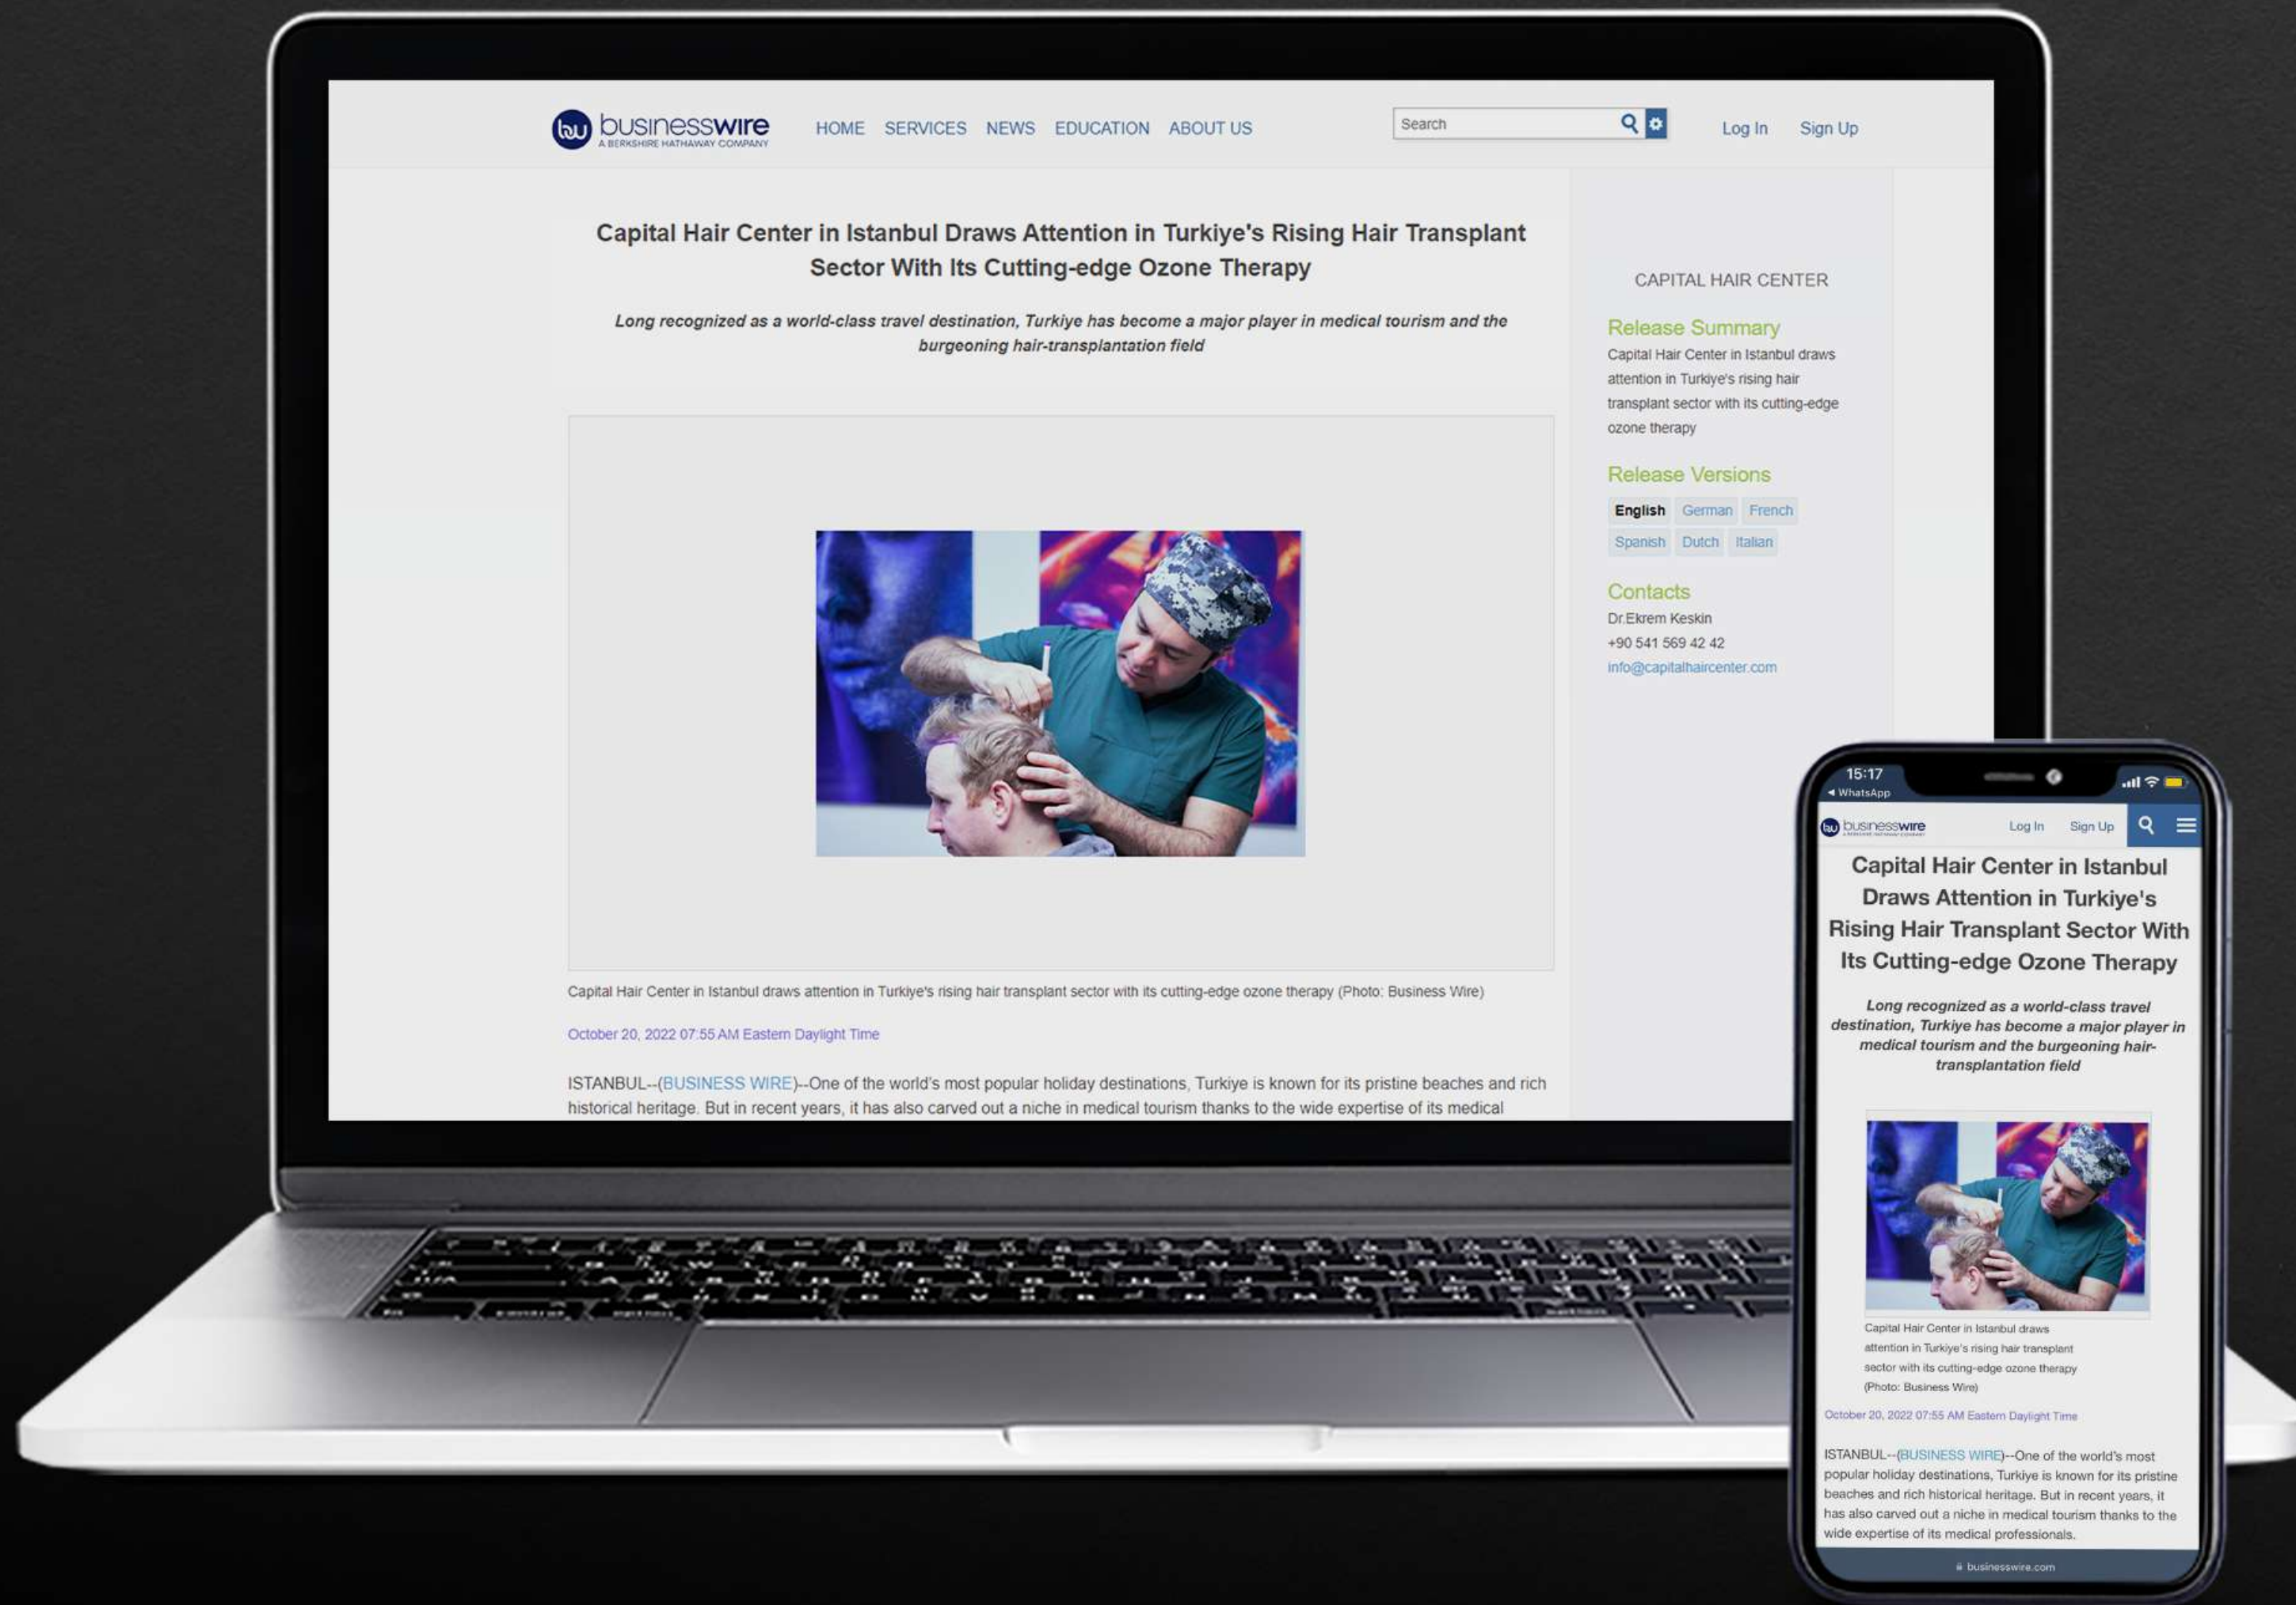 businesswire
A BERKSHIRE HATHAWAY COMPANY
HOME SERVICES NEWS EDUCATION ABOUT US
Search
Log In Sign Up
Capital Hair Center in Istanbul Draws Attention in Turkiye's Rising Hair Transplant
Sector With Its Cutting-edge Ozone Therapy
Long recognized as a world-class travel destination, Turkiye has become a major player in medical tourism and the
burgeoning hair-transplantation field
Capital Hair Center in Istanbul draws attention in Turkiye's rising hair transplant sector with its cutting-edge ozone therapy (Photo: Business Wire)
October 20, 2022 07:55 AM Eastern Daylight Time
ISTANBUL--(BUSINESS WIRE)--One of the world's most popular holiday destinations, Turkiye is known for its pristine beaches and rich
historical heritage. But in recent years, it has also carved out a niche in medical tourism thanks to the wide expertise of its medical
CAPITAL HAIR CENTER
Release Summary
Capital Hair Center in Istanbul draws
attention in Turkiye's rising hair
transplant sector with its cutting-edge
ozone therapy
Release Versions
English German French
Spanish Dutch Italian
Contacts
Dr.Ekrem Keskin
+90 541 569 42 42
info@capitalhaircenter.com
15:17
WhatsApp
businesswire
Log In Sign Up
Capital Hair Center in Istanbul
Draws Attention in Turkiye's
Rising Hair Transplant Sector With
Its Cutting-edge Ozone Therapy
Long recognized as a world-class travel
destination, Turkiye has become a major player in
medical tourism and the burgeoning hair-
transplantation field
Capital Hair Center in Istanbul draws
attention in Turkiye's rising hair transplant
sector with its cutting-edge ozone therapy
(Photo: Business Wire)
October 20, 2022 07:55 AM Eastern Daylight Time
ISTANBUL--(BUSINESS WIRE)--One of the world's most
popular holiday destinations, Turkiye is known for its pristine
beaches and rich historical heritage. But in recent years, it
has also carved out a niche in medical tourism thanks to the
wide expertise of its medical professionals.
businesswire.com